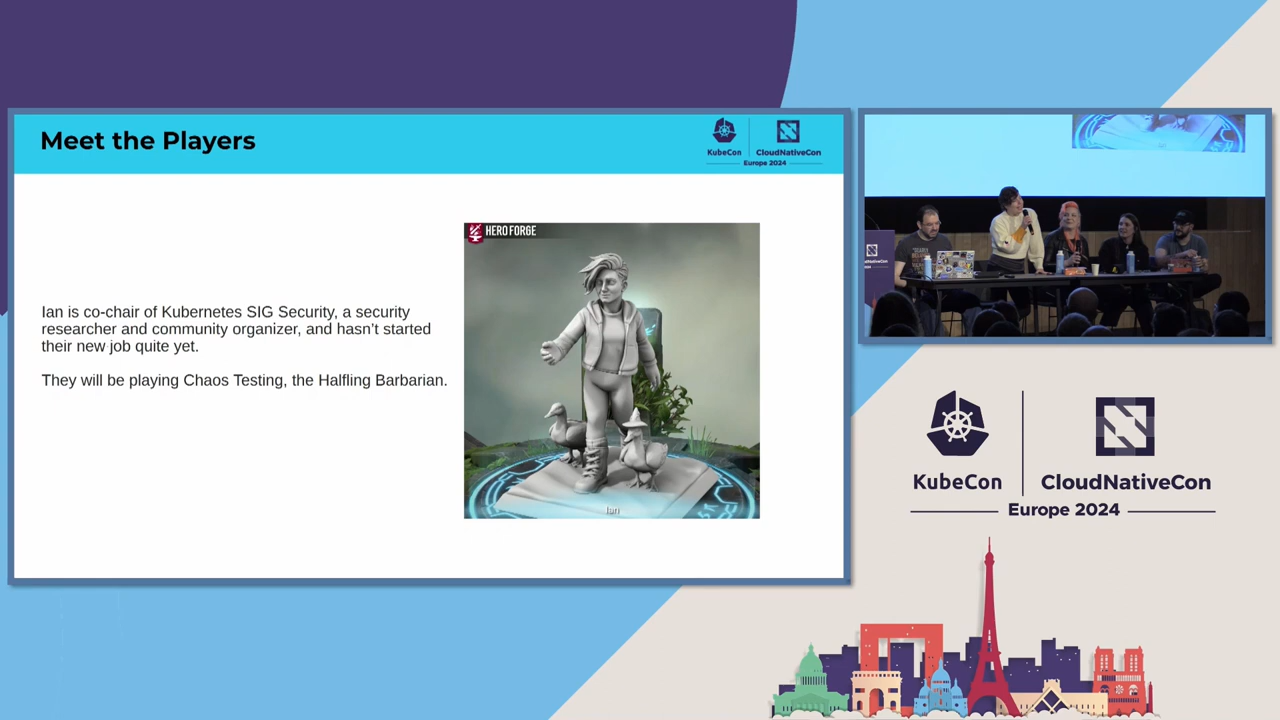 Meet the Players
KubeCon
CloudNativeCon
Europe 2024
HERO FORGE
Ian is co-chair of Kubernetes SIG Security, a security
researcher and community organizer, and hasn't started
their new job quite yet.
They will be playing Chaos Testing, the Halfling Barbarian.
Ian
KubeCon
CloudNativeCon
Europe 2024